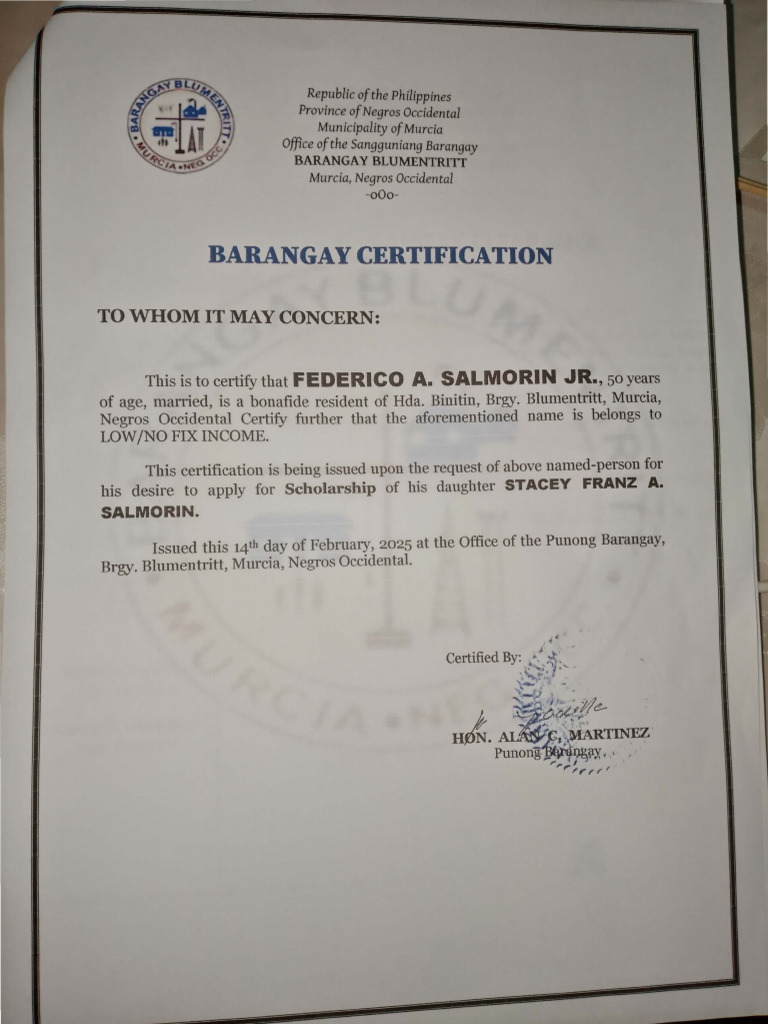 BARANGAY BLUMENTRITT
MURCIA • NEG. OCC.
Republic of the Philippines
Province of Negros Occidental
Municipality of Murcia
Office of the Sangguniang Barangay
BARANGAY BLUMENTRITT
Murcia, Negros Occidental
-oOo-
BARANGAY CERTIFICATION
TO WHOM IT MAY CONCERN:
This is to certify that FEDERICO A. SALMORIN JR., 50 years
of age, married, is a bonafide resident of Hda. Binitin, Brgy. Blumentritt, Murcia,
Negros Occidental Certify further that the aforementioned name is belongs to
LOW/NO FIX INCOME.
This certification is being issued upon the request of above named-person for
his desire to apply for Scholarship of his daughter STACEY FRANZ A.
SALMORIN.
Issued this 14th day of February, 2025 at the Office of the Punong Barangay,
Brgy. Blumentritt, Murcia, Negros Occidental.
Certified By:
HON. ALAN C. MARTINEZ
Punong Barangay